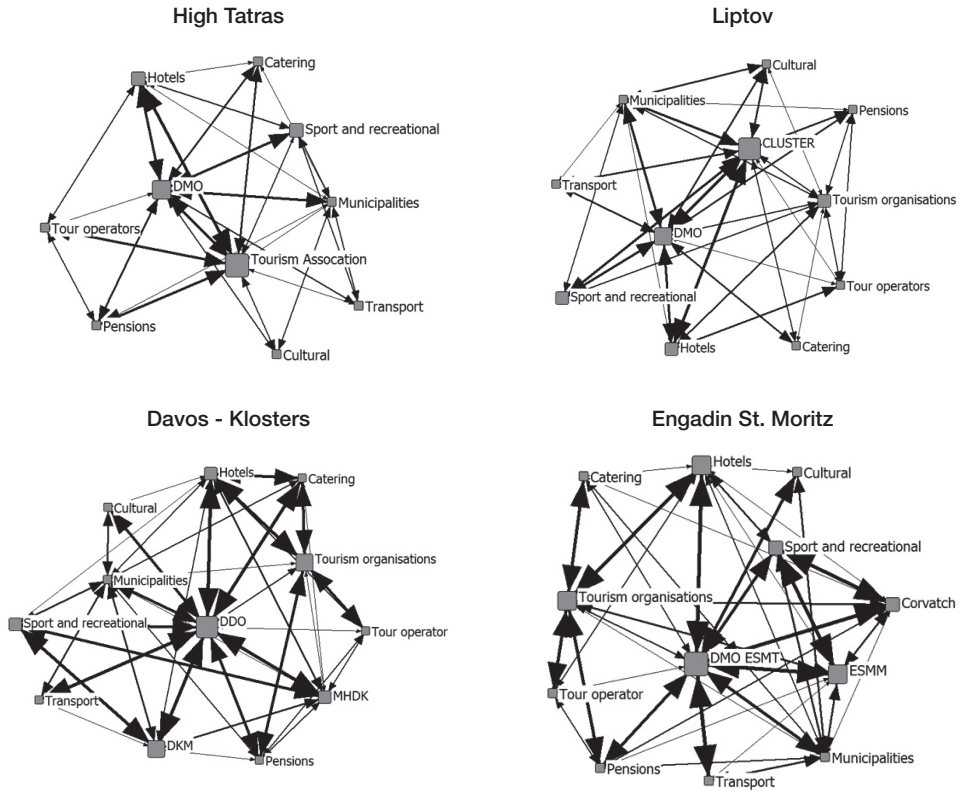 High Tatras
Catering
Hotels
Sport and recreational
DMO
Municipalities
Tour operators
Tourism Assocation
Transport
Pensions
Cultural
Liptov
Cultural
Municipalities
Pensions
CLUSTER
Transport
Tourism organisations
DMO
Tour operators
Sport and recreational
Hotels
Catering
Davos - Klosters
Hotels
Catering
Cultural
Tourism organisations
Municipalities
Sport and recreational
DDO
Tour operator
MHDK
Transport
DKM
Pensions
Engadin St. Moritz
Hotels
Catering
Cultural
Sport and recreational
Tourism organisations
Corvatch
DMO ESMT
ESMM
Tour operator
Municipalities
Pensions
Transport